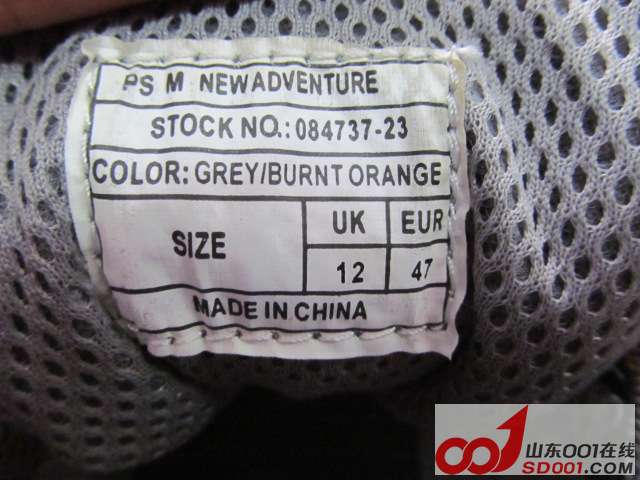 PS M NEWADVENTURE
STOCK NO.: 084737-23
COLOR: GREY/BURNT ORANGE
SIZE UK EUR
12 47
MADE IN CHINA
001 山东001在线
SD001.COM